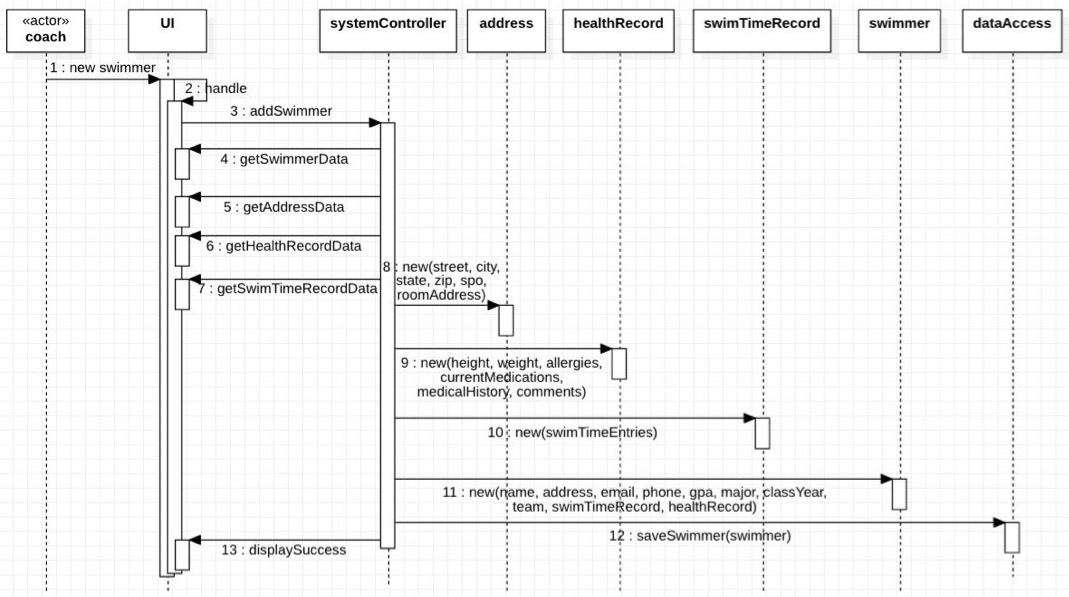 «actor»
coach
UI
systemController
address
healthRecord
swimTimeRecord
swimmer
dataAccess
1 : new swimmer
2 : handle
3 : addSwimmer
4 : getSwimmerData
5 : getAddressData
6 : getHealthRecordData
7 : getSwimTimeRecordData
8 : new(street, city,
state, zip, spo,
roomAddress)
9 : new(height, weight, allergies,
currentMedications,
medicalHistory, comments)
10 : new(swimTimeEntries)
11 : new(name, address, email, phone, gpa, major, classYear,
team, swimTimeRecord, healthRecord)
12 : saveSwimmer(swimmer)
13 : displaySuccess